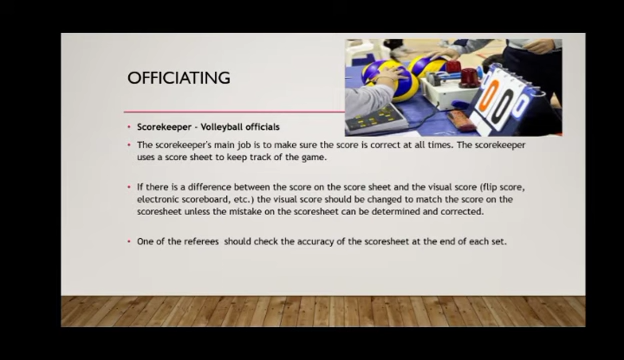 OFFICIATING
• Scorekeeper - Volleyball officials
• The scorekeeper's main job is to make sure the score is correct at all times. The scorekeeper
uses a score sheet to keep track of the game.
• If there is a difference between the score on the score sheet and the visual score (flip score,
electronic scoreboard, etc.) the visual score should be changed to match the score on the
scoresheet unless the mistake on the scoresheet can be determined and corrected.
• One of the referees should check the accuracy of the scoresheet at the end of each set.
0 0 0